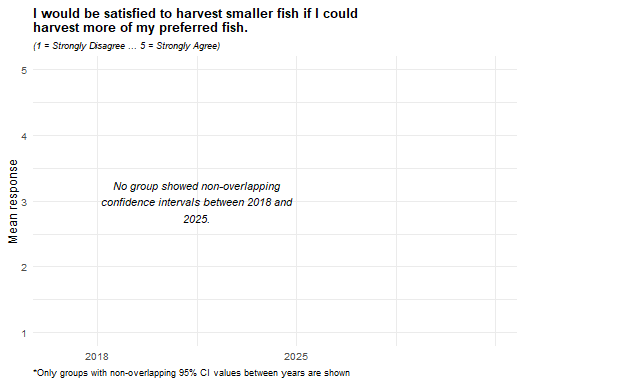 I would be satisfied to harvest smaller fish if I could
harvest more of my preferred fish.
(1 = Strongly Disagree ... 5 = Strongly Agree)
Mean response
5
4
3
2
1
No group showed non-overlapping
confidence intervals between 2018 and
2025.
2018
2025
*Only groups with non-overlapping 95% CI values between years are shown